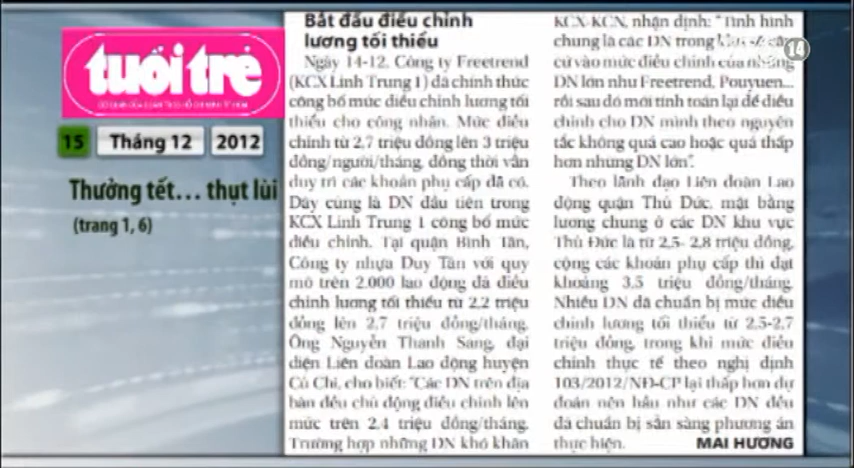 tuổi trẻ
15 Tháng 12 2012
Thưởng tết... thụt lùi
(trang 1, 6)
Bắt đầu điều chỉnh
lương tối thiểu
Ngày 14-12, Công ty Freetrend
(KCX Linh Trung 1) đã chính thức
công bố mức điều chỉnh lương tối
thiểu cho công nhân. Mức điều
chỉnh từ 2,7 triệu đồng lên 3 triệu
đồng/người/tháng, đồng thời vẫn
duy trì các khoản phụ cấp đã có.
Đây cũng là DN đầu tiên trong
KCX Linh Trung 1 công bố mức
điều chỉnh. Tại quận Bình Tân,
Công ty nhựa Duy Tân với quy
mô trên 2.000 lao động đã điều
chỉnh lương tối thiểu từ 2,2 triệu
đồng lên 2,7 triệu đồng/tháng.
Ông Nguyễn Thanh Sang, đại
diện Liên đoàn Lao động huyện
Củ Chi, cho biết: "Các DN trên địa
bàn đều chủ động điều chỉnh lên
mức trên 2,4 triệu đồng/tháng.
Trường hợp những DN khó khăn
KCX-KCN, nhận định: "Tình hình
chung là các DN trong
cứ vào mức điều chỉnh của những
DN lớn như Freetrend, Pouyuen...
rồi sau đó mới tính toán lại để điều
chỉnh cho DN mình theo nguyên
tắc không quá cao hoặc quá thấp
hơn những DN lớn".
Theo lãnh đạo Liên đoàn Lao
động quận Thủ Đức, mặt bằng
lương chung ở các DN khu vực
Thủ Đức là từ 2,5- 2,8 triệu đồng,
cộng các khoản phụ cấp thì đạt
khoảng 3,5 triệu đồng/tháng.
Nhiều DN đã chuẩn bị mức điều
chỉnh lương tối thiểu từ 2,5-2,7
triệu đồng, trong khi mức điều
chỉnh thực tế theo nghị định
103/2012/NĐ-CP lại thấp hơn dự
đoán nên hầu như các DN đều
đã chuẩn bị sẵn sàng phương án
thực hiện. MAI HƯƠNG
14